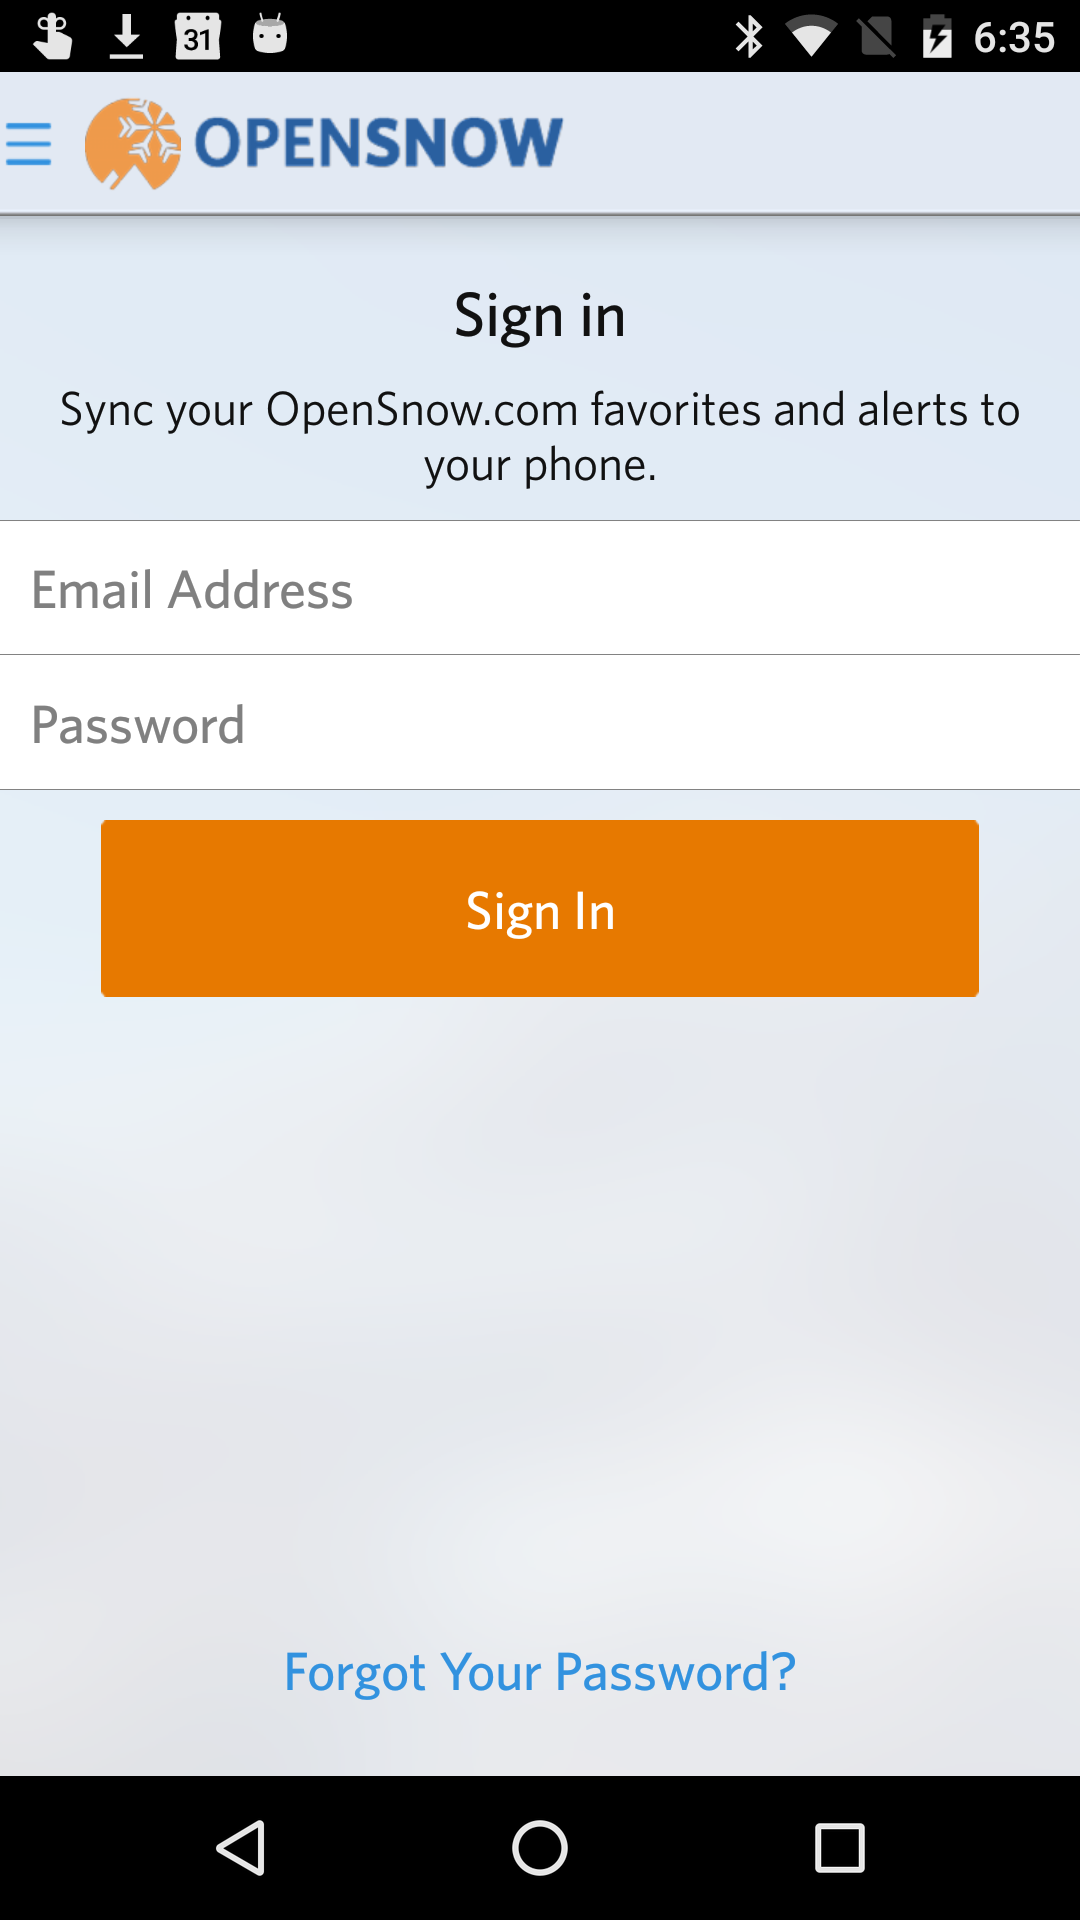 31
6:35
OPENSNOW
Sign in
Sync your OpenSnow.com favorites and alerts to
your phone.
Email Address
Password
Sign In
Forgot Your Password?